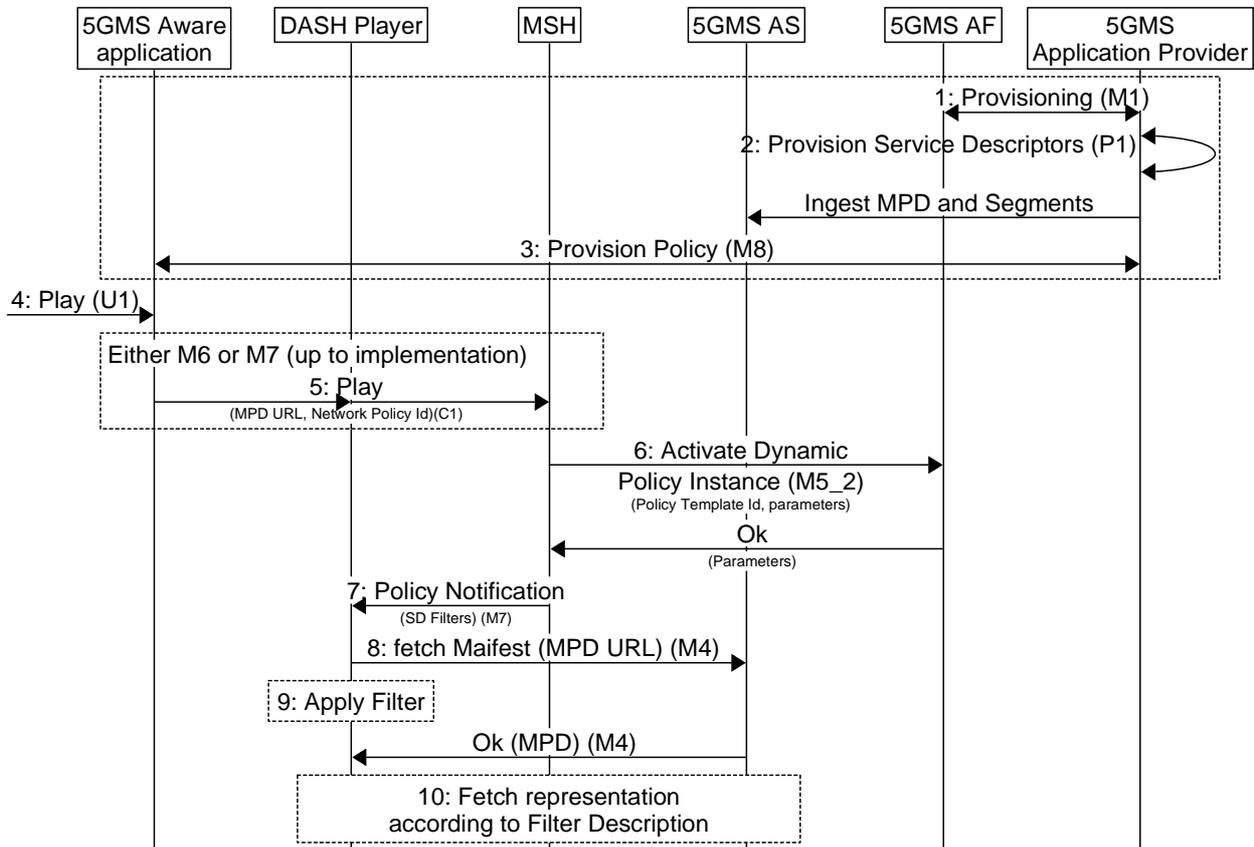 5GMS Aware
application
DASH Player
MSH
5GMS AS
5GMS AF
5GMS
Application Provider
1: Provisioning (M1)
2: Provision Service Descriptors (P1)
Ingest MPD and Segments
3: Provision Policy (M8)
4: Play (U1)
Either M6 or M7 (up to implementation)
5: Play
(MPD URL, Network Policy Id)(C1)
6: Activate Dynamic
Policy Instance (M5_2)
(Policy Template Id, parameters)
Ok
(Parameters)
7: Policy Notification
(SD Filters) (M7)
8: fetch Maifest (MPD URL) (M4)
9: Apply Filter
Ok (MPD) (M4)
10: Fetch representation
according to Filter Description